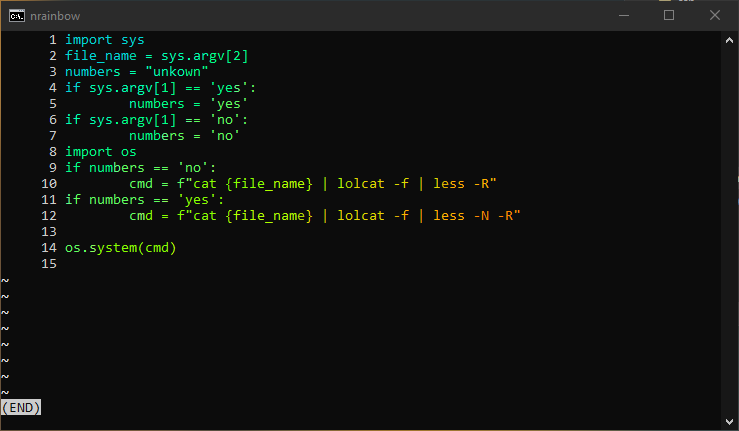 nrainbow
1 import sys
2 file_name = sys.argv[2]
3 numbers = "unkown"
4 if sys.argv[1] == 'yes':
5         numbers = 'yes'
6 if sys.argv[1] == 'no':
7         numbers = 'no'
8 import os
9 if numbers == 'no':
10         cmd = f"cat {file_name} | lolcat -f | less -R"
11 if numbers == 'yes':
12         cmd = f"cat {file_name} | lolcat -f | less -N -R"
13
14 os.system(cmd)
15
~
~
~
~
~
~
~
~
(END)